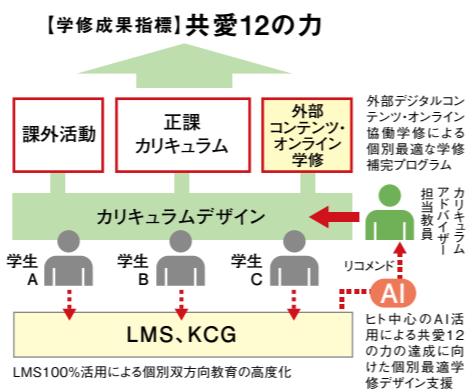 【学修成果指標】共愛12の力
課外活動
正課
カリキュラム
外部
コンテンツ・
オンライン
学修
外部デジタルコン
テンツ・オンライン
協働学修による
個別最適な学修
補完プログラム
カリキュラムデザイン
カリキュラム
アドバイザー
担当教員
学生
A
学生
B
学生
C
リコメンド
AI
LMS、KCG
ヒト中心のAI活
用による共愛12
の力の達成に向
けた個別最適学
修デザイン支援
LMS100%活用による個別双方向教育の高度化